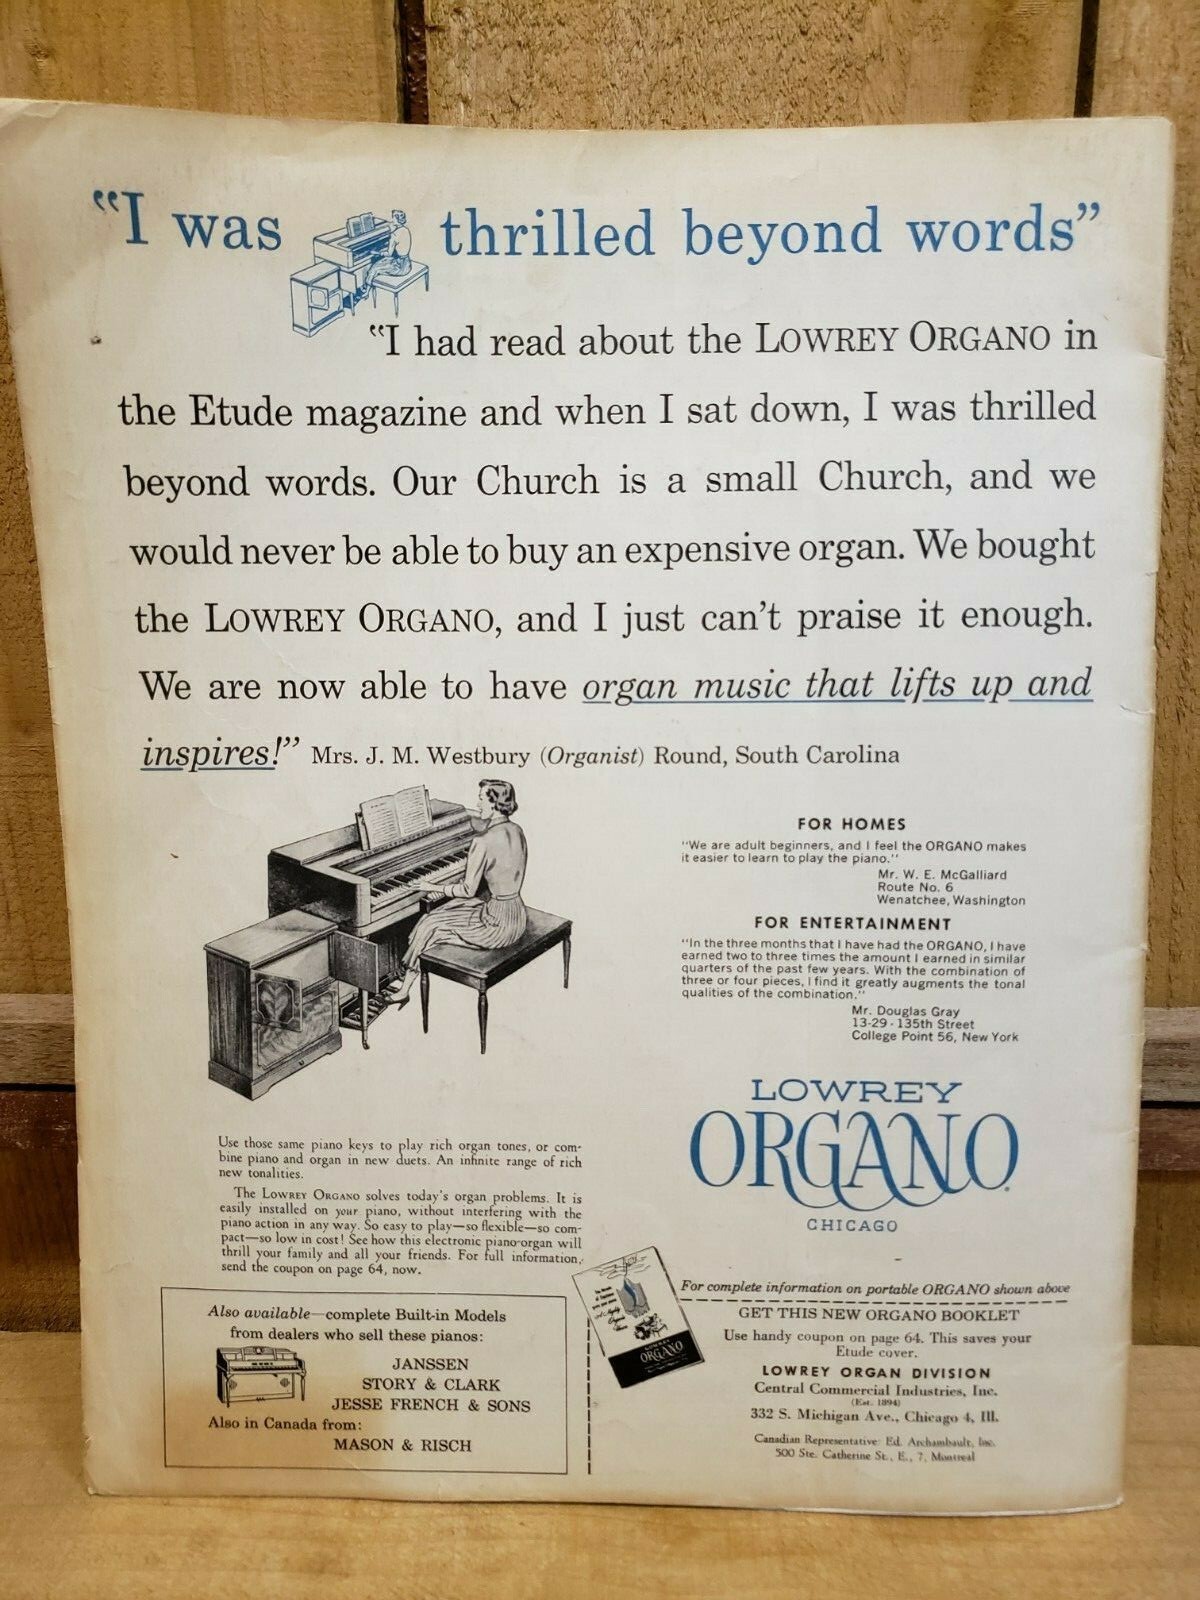 “I was thrilled beyond words”
“I had read about the LOWREY ORGANO in
the Etude magazine and when I sat down, I was thrilled
beyond words. Our Church is a small Church, and we
would never be able to buy an expensive organ. We bought
the LOWREY ORGANO, and I just can’t praise it enough.
We are now able to have organ music that lifts up and
inspires!” Mrs. J. M. Westbury (Organist) Round, South Carolina
FOR HOMES
“We are adult beginners, and I feel the ORGANO makes
it easier to learn to play the piano.”
Mr. W. E. McGalliard
Route No. 6
Wenatchee, Washington
FOR ENTERTAINMENT
“In the three months that I have had the ORGANO, I have
earned two to three times the amount I earned in similar
quarters of the past few years. With the combination of
three or four pieces, I find it greatly augments the tonal
qualities of the combination.”
Mr. Douglas Gray
13-29 - 135th Street
College Point 56, New York
LOWREY
ORGANO
CHICAGO
Use those same piano keys to play rich organ tones, or com-
bine piano and organ in new duets. An infinite range of rich
new tonalities.
The LOWREY ORGANO solves today’s organ problems. It is
easily installed on your piano, without interfering with the
piano action in any way. So easy to play—so flexible—so com-
pact—so low in cost! See how this electronic piano-organ will
thrill your family and all your friends. For full information,
send the coupon on page 64, now.
Also available—complete Built-in Models
from dealers who sell these pianos:
JANSSEN
STORY & CLARK
JESSE FRENCH & SONS
Also in Canada from:
MASON & RISCH
LOWREY
ORGANO
For complete information on portable ORGANO shown above
GET THIS NEW ORGANO BOOKLET
Use handy coupon on page 64. This saves your
Etude cover.
LOWREY ORGAN DIVISION
Central Commercial Industries, Inc.
(Est. 1894)
332 S. Michigan Ave., Chicago 4, Ill.
Canadian Representative: Ed. Archambault, Inc.
500 Ste. Catherine St., E., 7, Montreal